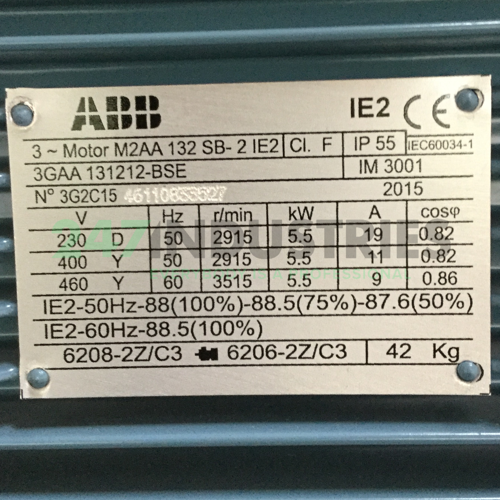 ABB IE2 CE
3 ~ Motor M2AA 132 SB- 2 IE2 Cl. F IP 55 IEC60034-1
3GAA 131212-BSE IM 3001
Nº 3G2C15 2015
V Hz r/min kW A cosφ
230 D 50 2915 5.5 19 0.82
400 Y 50 2915 5.5 11 0.82
460 Y 60 3515 5.5 9 0.86
IE2-50Hz-88(100%)-88.5(75%)-87.6(50%)
IE2-60Hz-88.5(100%)
6208-2Z/C3 6206-2Z/C3 42 Kg
247INDUSTRIES